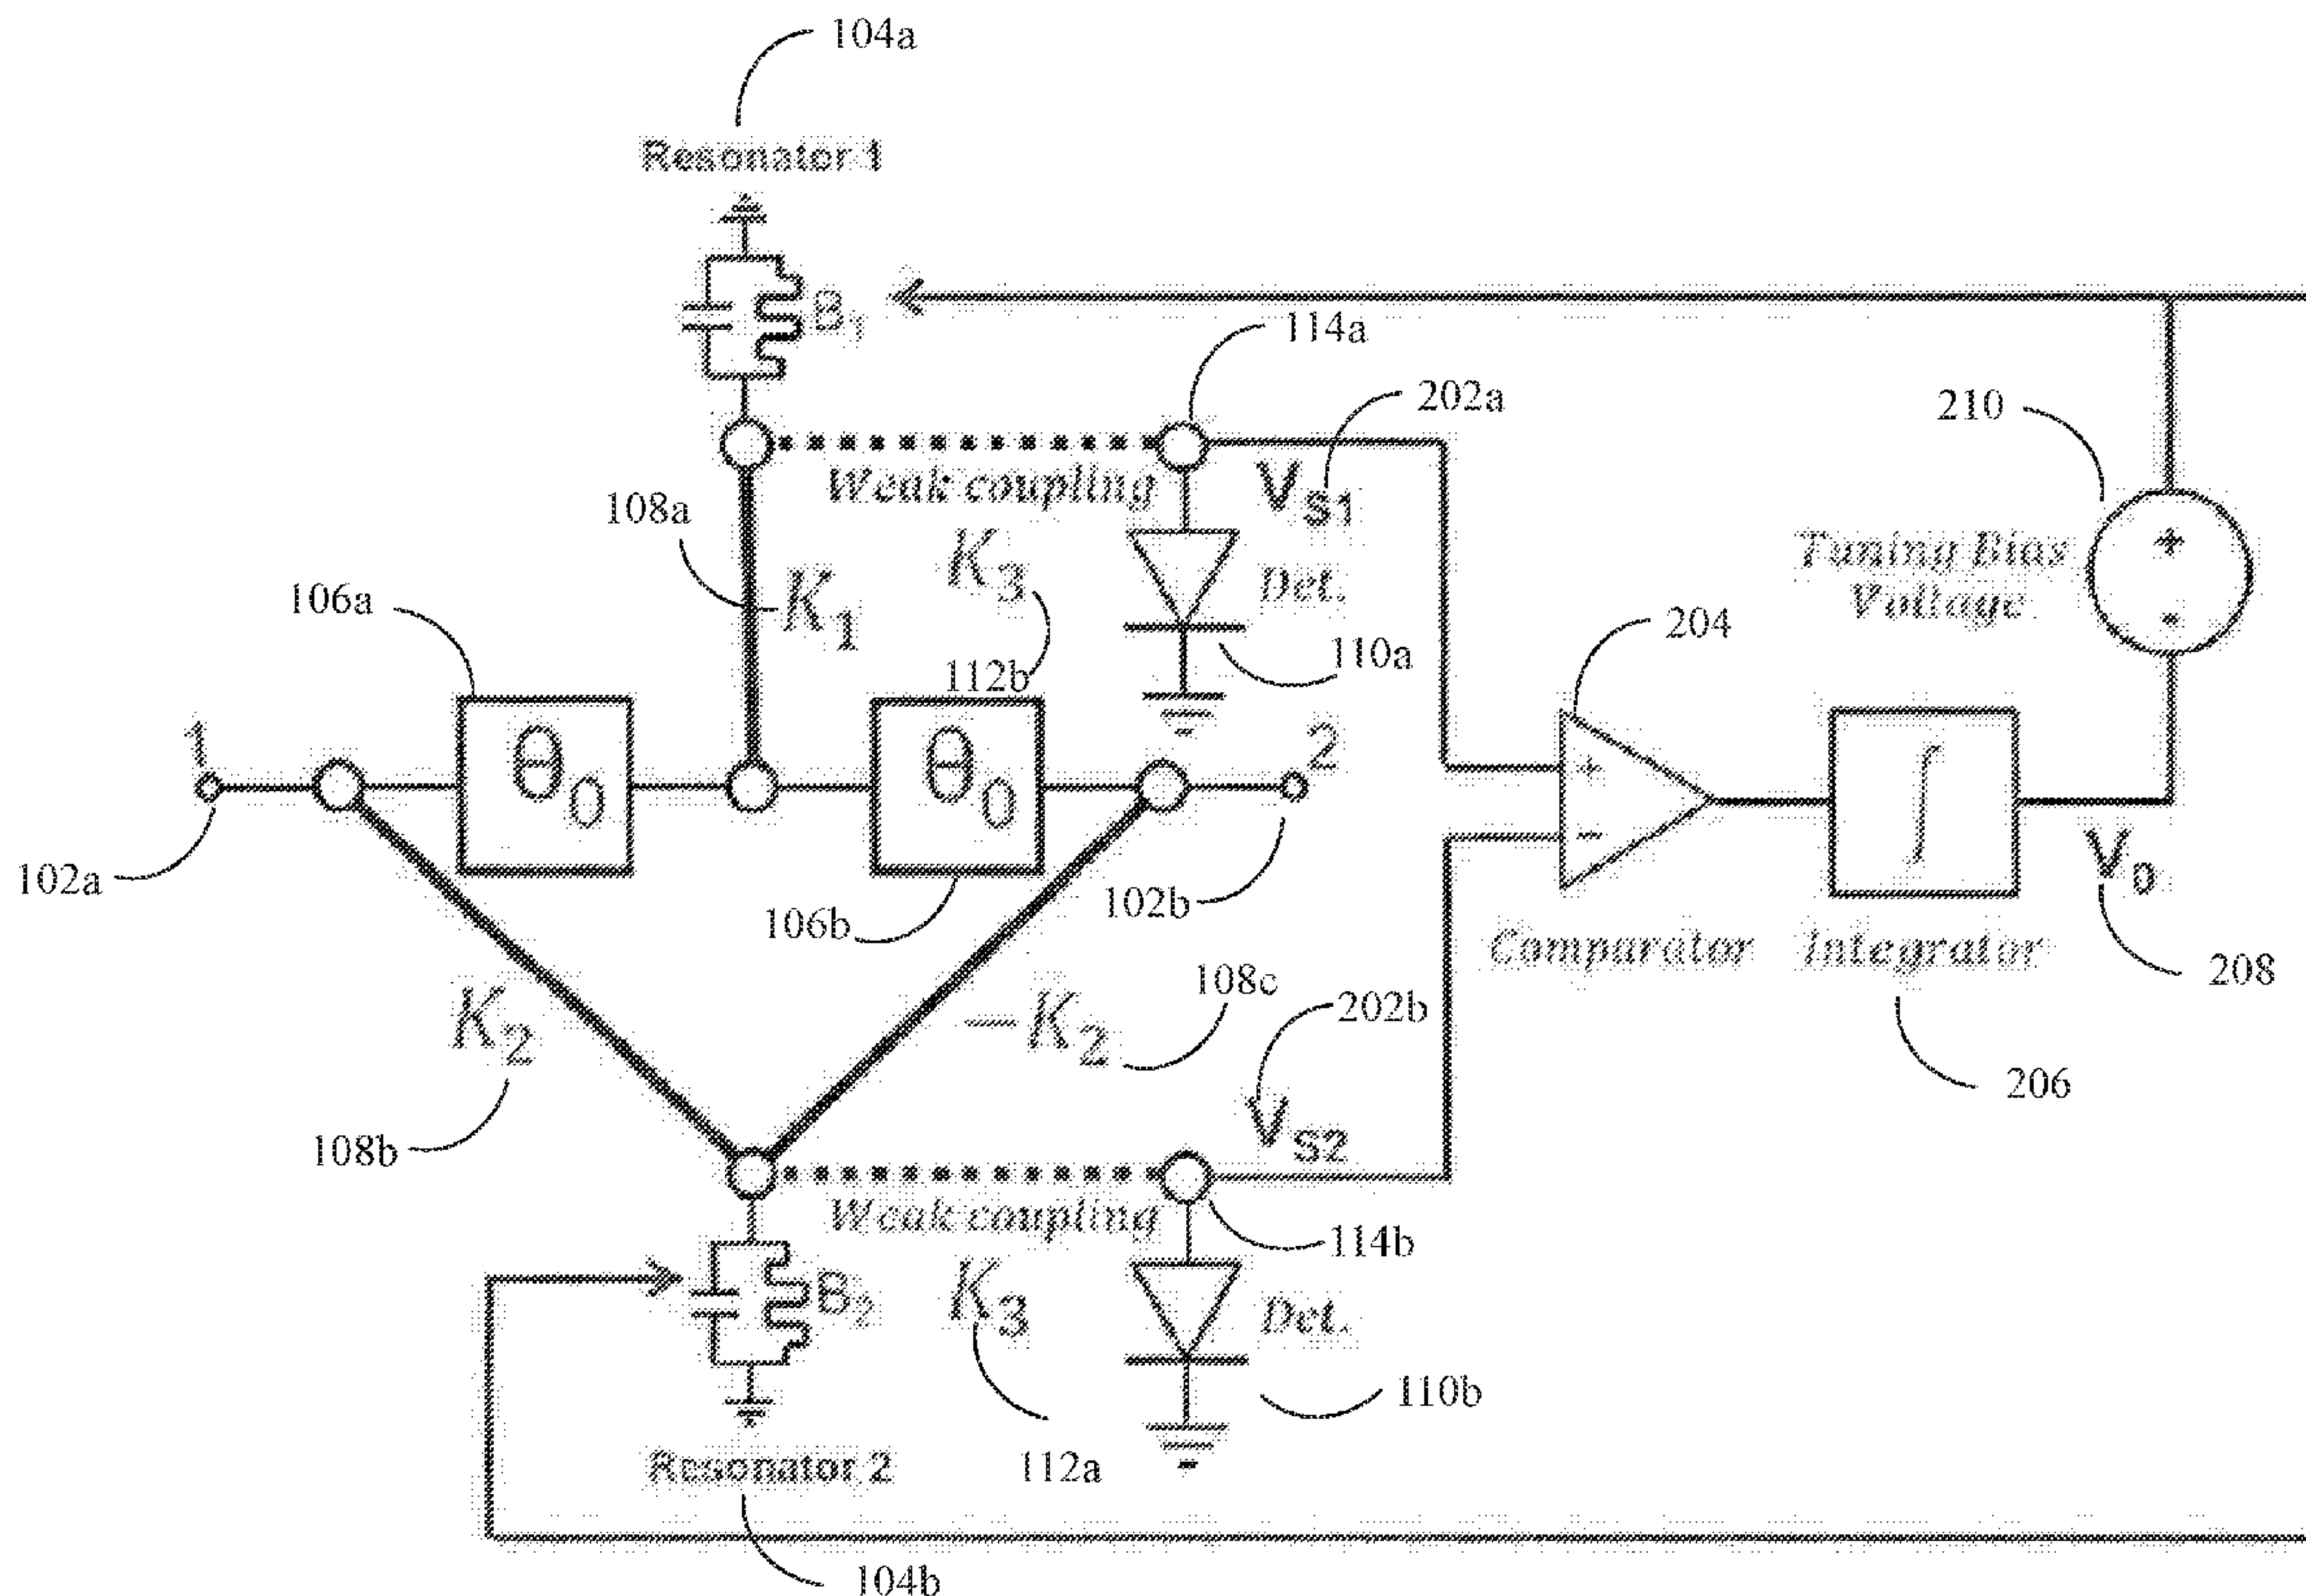 104a
Resonator 1
B1
114a
202a
210
Weak coupling
VS1
108a
K3
Det.
Tuning Bias
Voltage
+
-
106a
K1
112b
110a
204
1
θ0
θ0
2
+
∫
−
VD
102a
106b
102b
Comparator
Integrator
208
K2
−K2
108c
202b
206
108b
VS2
Weak coupling
114b
B2
K3
Det.
110b
Resonator 2
112a
104b